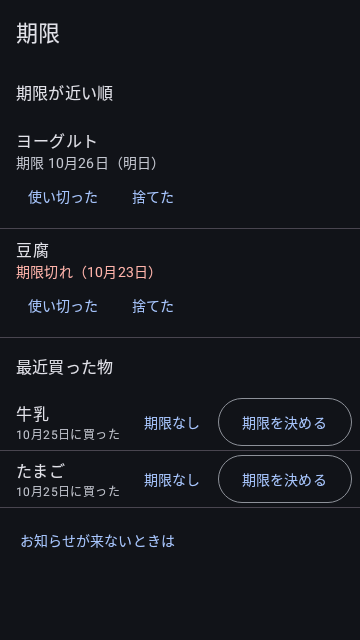 期限
期限が近い順
ヨーグルト
期限 10月26日（明日）
使い切った 捨てた
豆腐
期限切れ（10月23日）
使い切った 捨てた
最近買った物
牛乳
10月25日に買った
期限なし 期限を決める
たまご
10月25日に買った
期限なし 期限を決める
お知らせが来ないときは